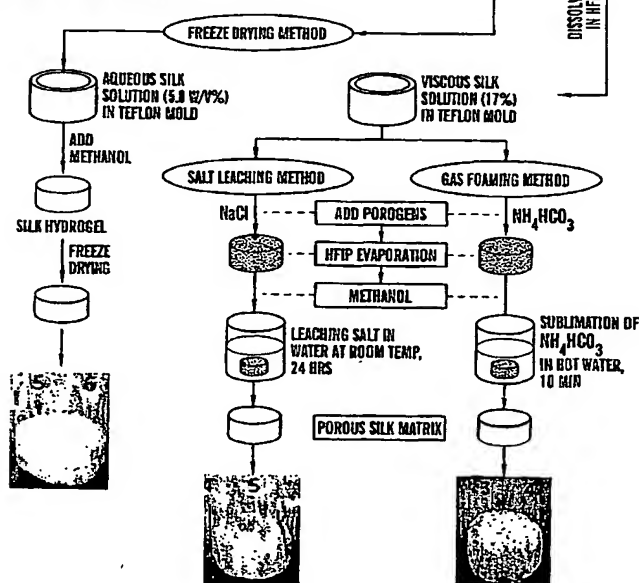 DISSOLV
IN HF
FREEZE DRYING METHOD
AQUEOUS SILK
SOLUTION (5.8 W/V%)
IN TEFLON MOLD
ADD
METHANOL
SILK HYDROGEL
FREEZE
DRYING
VISCOUS SILK
SOLUTION (17%)
IN TEFLON MOLD
SALT LEACHING METHOD
GAS FOAMING METHOD
NaCl
ADD POROGENS
NH4HCO3
HFIP EVAPORATION
METHANOL
LEACHING SALT IN
WATER AT ROOM TEMP,
24 HRS
SUBLIMATION OF
NH4HCO3
IN HOT WATER,
10 MIN
POROUS SILK MATRIX
5
5